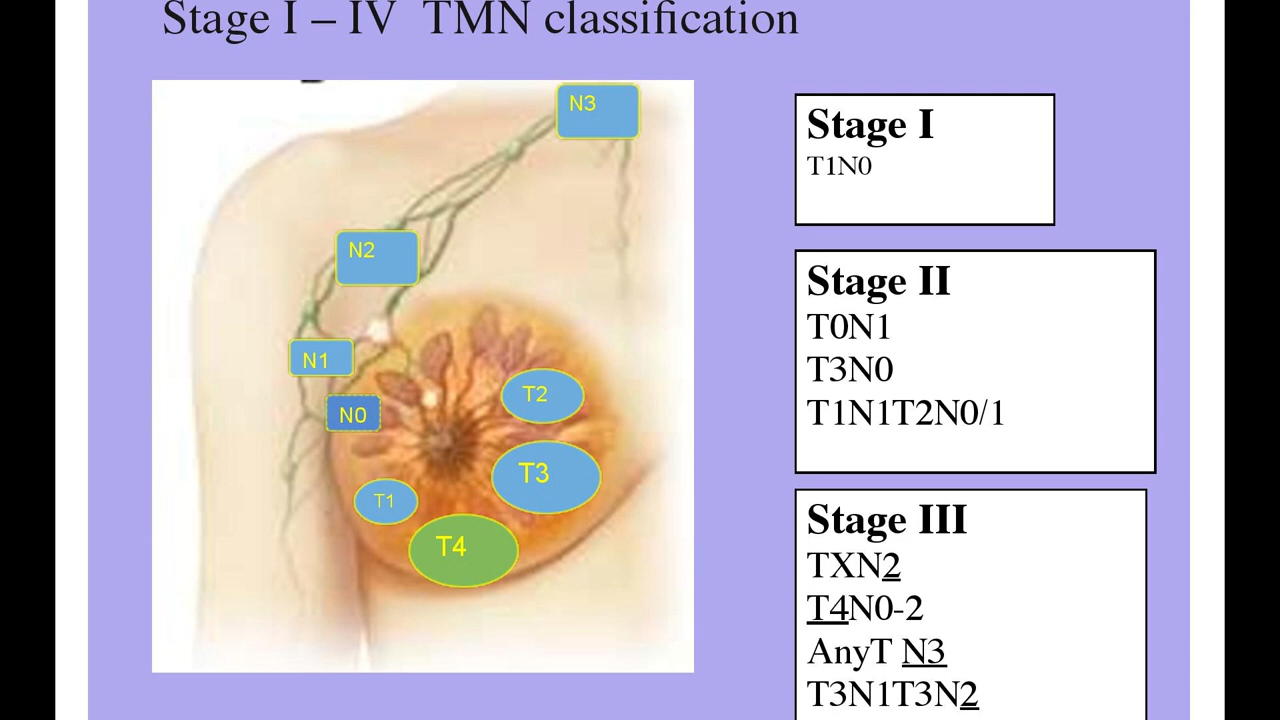 Stage I – IV  TMN classification
N3
N2
N1
N0
T2
T3
T1
T4
Stage I
T1N0
Stage II
T0N1
T3N0
T1N1T2N0/1
Stage III
TXN2
T4N0-2
AnyT N3
T3N1T3N2